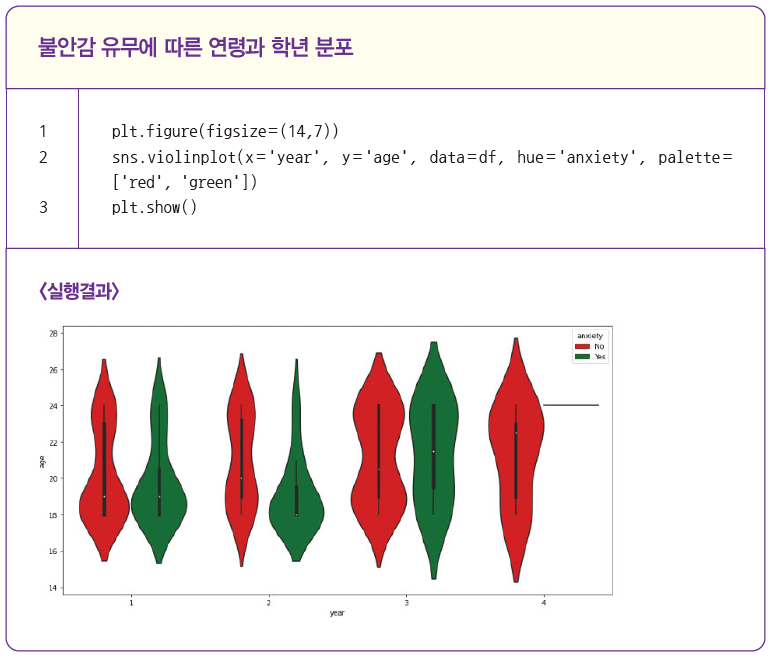 불안감 유무에 따른 연령과 학년 분포
1 plt.figure(figsize=(14,7))
2 sns.violinplot(x='year', y='age', data=df, hue='anxiety', palette=
['red', 'green'])
3 plt.show()
〈실행결과〉
anxiety
No
Yes
28
26
24
22
20
18
16
14
age
1 2 3 4
year